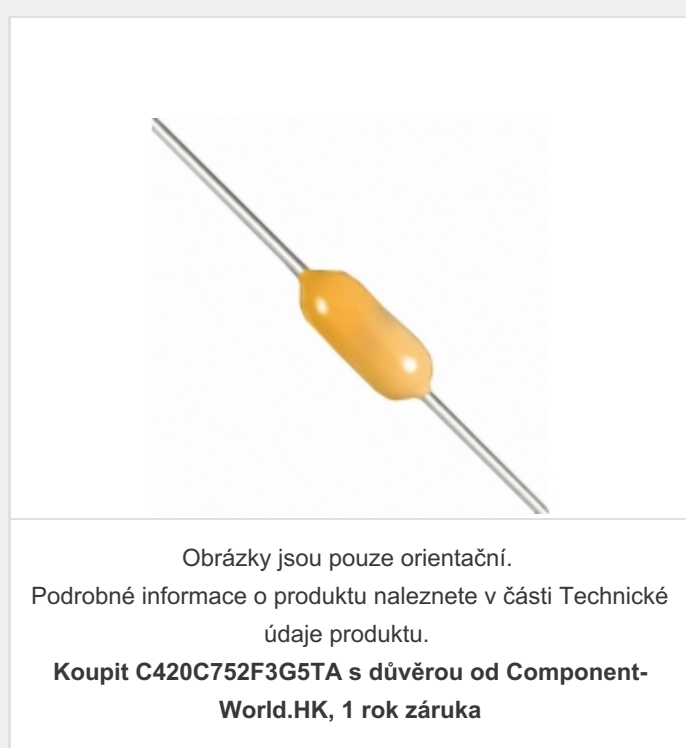 Obrázky jsou pouze orientační.
Podrobné informace o produktu naleznete v části Technické
údaje produktu.
Koupit C420C752F3G5TA s důvěrou od Component-
World.HK, 1 rok záruka